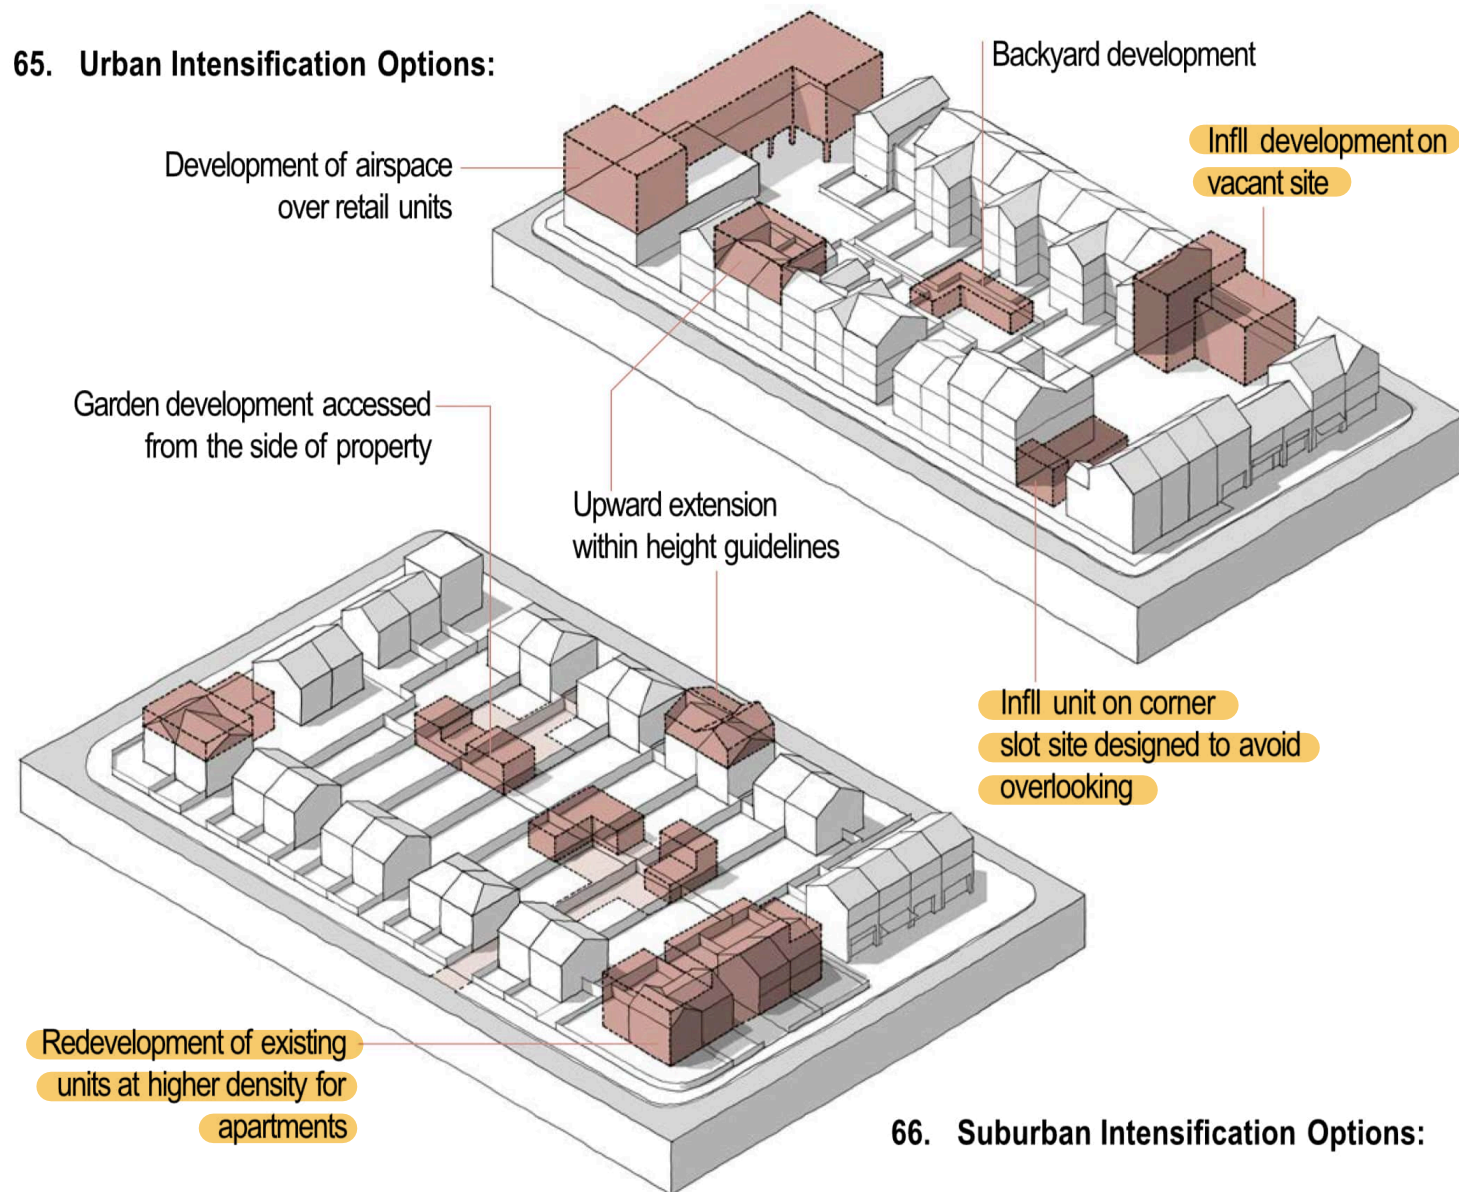 65. Urban Intensification Options:
Backyard development
Infll development on
vacant site
Development of airspace
over retail units
Garden development accessed
from the side of property
Upward extension
within height guidelines
Infll unit on corner
slot site designed to avoid
overlooking
Redevelopment of existing
units at higher density for
apartments
66. Suburban Intensification Options: